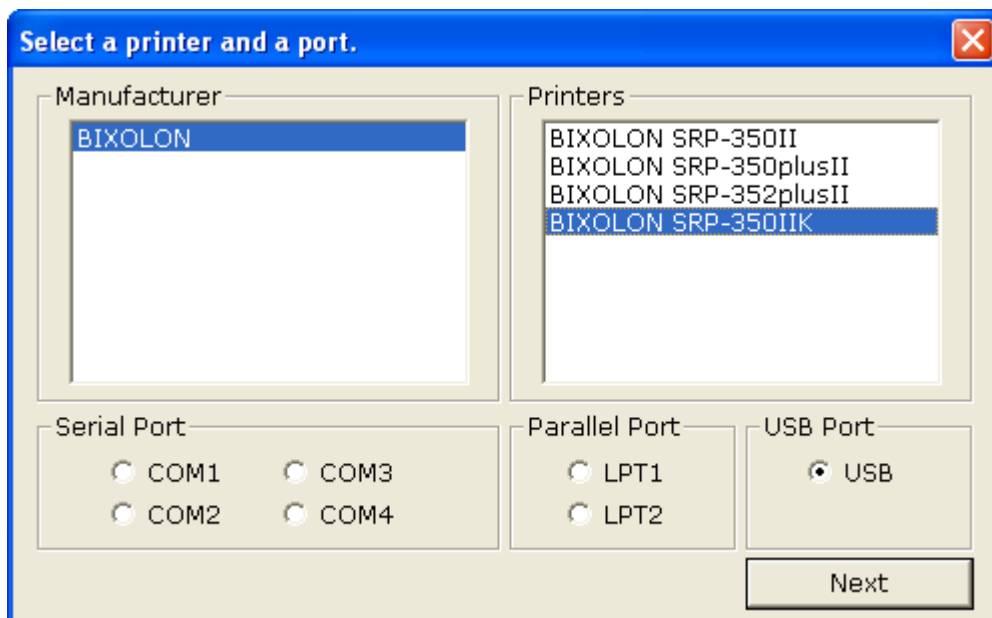 Select a printer and a port.
Manufacturer
BIXOLON
Printers
BIXOLON SRP-350II
BIXOLON SRP-350plusII
BIXOLON SRP-352plusII
BIXOLON SRP-350IIK
Serial Port
COM1 COM3
COM2 COM4
Parallel Port
LPT1
LPT2
USB Port
USB
Next